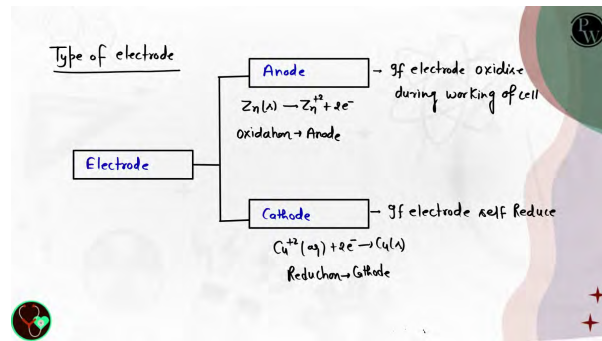 Type of electrode
Anode → If electrode oxidise
during working of cell
Zn(s) → Zn⁺² + 2e⁻
Oxidation → Anode
Electrode
Cathode → If electrode self Reduce
Cu⁺²(aq) + 2e⁻ → Cu(s)
Reduction → Cathode
PW